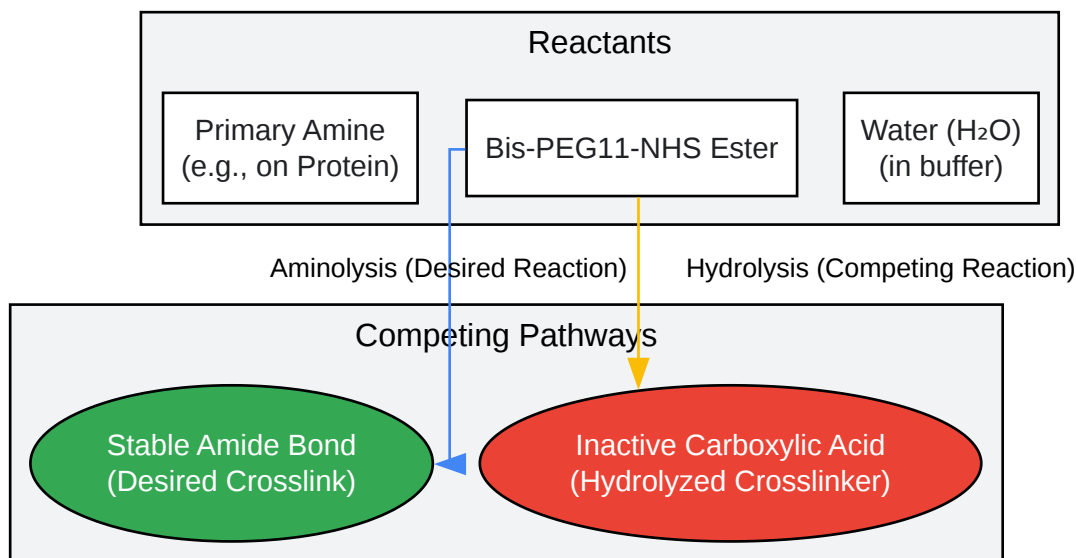 Reactants
Primary Amine
(e.g., on Protein)
Bis-PEG11-NHS Ester
Water (H₂O)
(in buffer)
Aminolysis (Desired Reaction)
Hydrolysis (Competing Reaction)
Competing Pathways
Stable Amide Bond
(Desired Crosslink)
Inactive Carboxylic Acid
(Hydrolyzed Crosslinker)